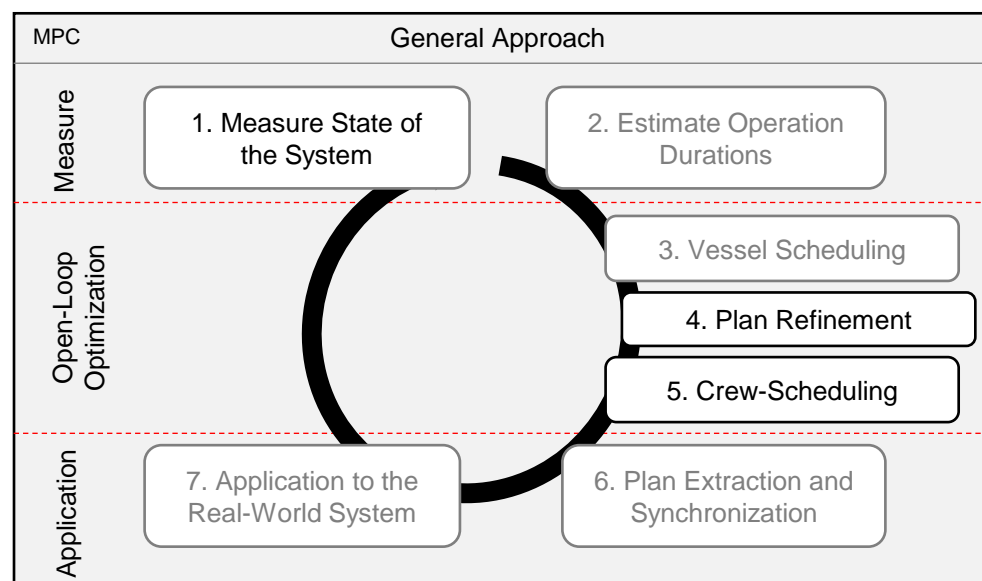 MPC
General Approach
Measure
1. Measure State of
the System
2. Estimate Operation
Durations
Open-Loop
Optimization
3. Vessel Scheduling
4. Plan Refinement
5. Crew-Scheduling
Application
7. Application to the
Real-World System
6. Plan Extraction and
Synchronization